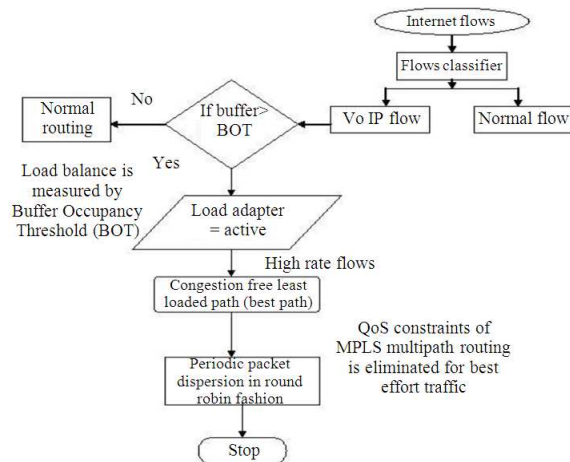 Internet flows
Flows classifier
Vo IP flow
Normal flow
If buffer>
BOT
No
Normal
routing
Yes
Load balance is
measured by
Buffer Occupancy
Threshold (BOT)
Load adapter
= active
High rate flows
Congestion free least
loaded path (best path)
QoS constraints of
MPLS multipath routing
is eliminated for best
effort traffic
Periodic packet
dispersion in round
robin fashion
Stop